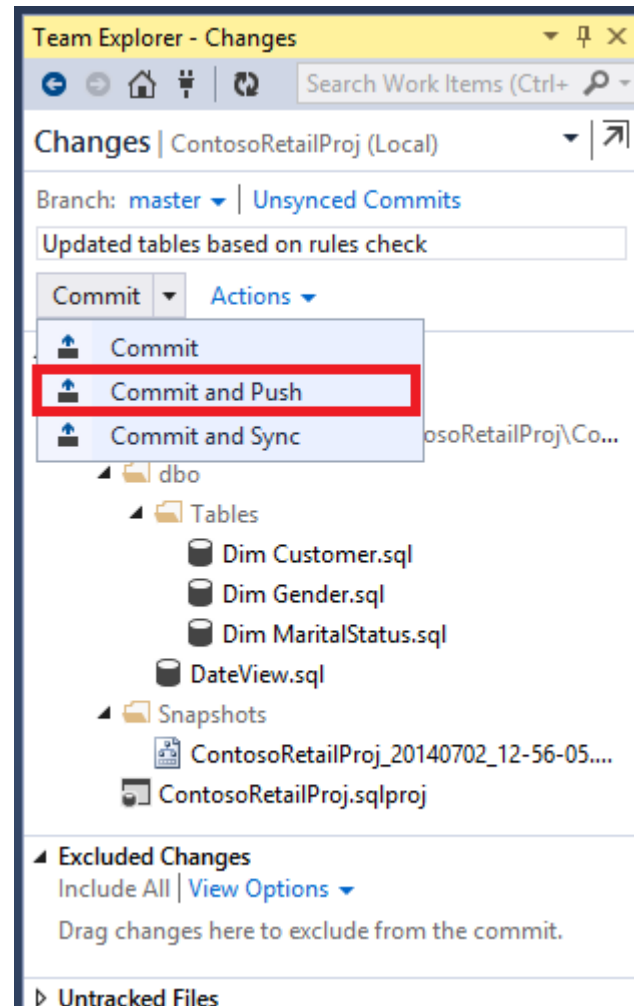 Team Explorer - Changes
Search Work Items (Ctrl+
Changes | ContosoRetailProj (Local)
Branch: master | Unsynced Commits
Updated tables based on rules check
Commit Actions
Commit
Commit and Push
Commit and Sync osoRetailProj\Co...
dbo
Tables
Dim Customer.sql
Dim Gender.sql
Dim MaritalStatus.sql
DateView.sql
Snapshots
ContosoRetailProj_20140702_12-56-05....
ContosoRetailProj.sqlproj
Excluded Changes
Include All | View Options
Drag changes here to exclude from the commit.
Untracked Files